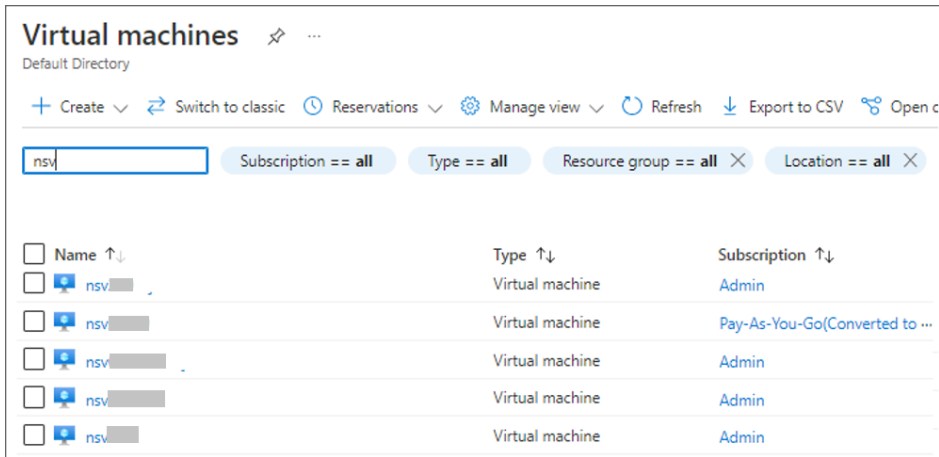 Virtual machines ...
Default Directory
+ Create Switch to classic Reservations Manage view Refresh Export to CSV Open
nsv Subscription == all Type == all Resource group == all Location == all
Name Type Subscription
nsv Virtual machine Admin
nsv Virtual machine Pay-As-You-Go(Converted to ...
nsv Virtual machine Admin
nsv Virtual machine Admin
nsv Virtual machine Admin